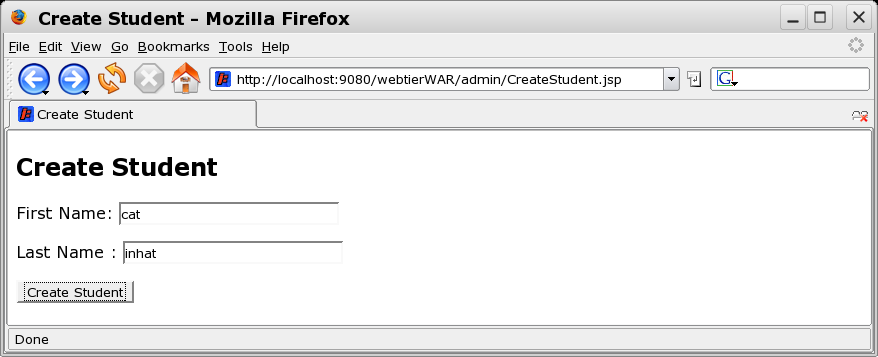 Create Student - Mozilla Firefox
File Edit View Go Bookmarks Tools Help
http://localhost:9080/webtierWAR/admin/CreateStudent.jsp G
Create Student
Create Student
First Name: cat
Last Name : inhat
Create Student
Done